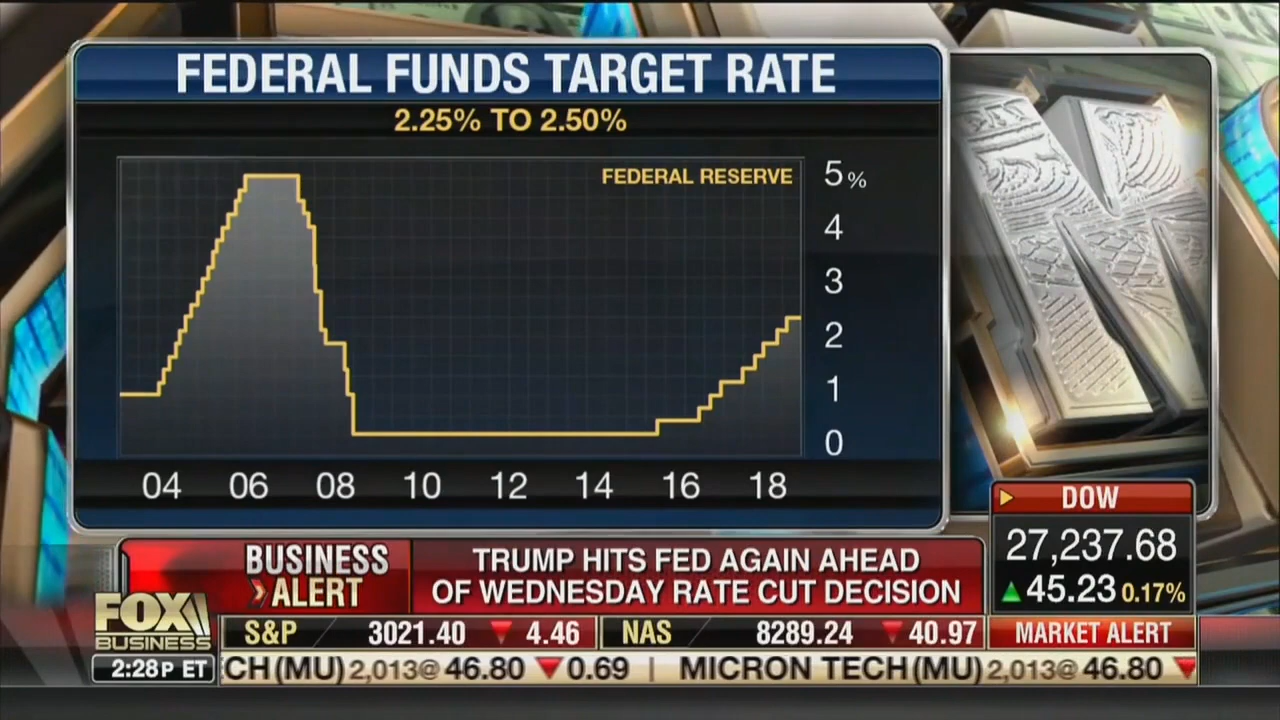 FEDERAL FUNDS TARGET RATE
2.25% TO 2.50%
FEDERAL RESERVE
5%
4
3
2
1
0
04 06 08 10 12 14 16 18
DOW
27,237.68
45.23 0.17%
MARKET ALERT
BUSINESS
ALERT
TRUMP HITS FED AGAIN AHEAD
OF WEDNESDAY RATE CUT DECISION
FOX
BUSINESS
2:28P ET
S&P 3021.40 ▼ 4.46 NAS 8289.24 ▼ 40.97
CH(MU) 2,013@ 46.80 ▼ 0.69 | MICRON TECH(MU) 2,013@ 46.80 ▼